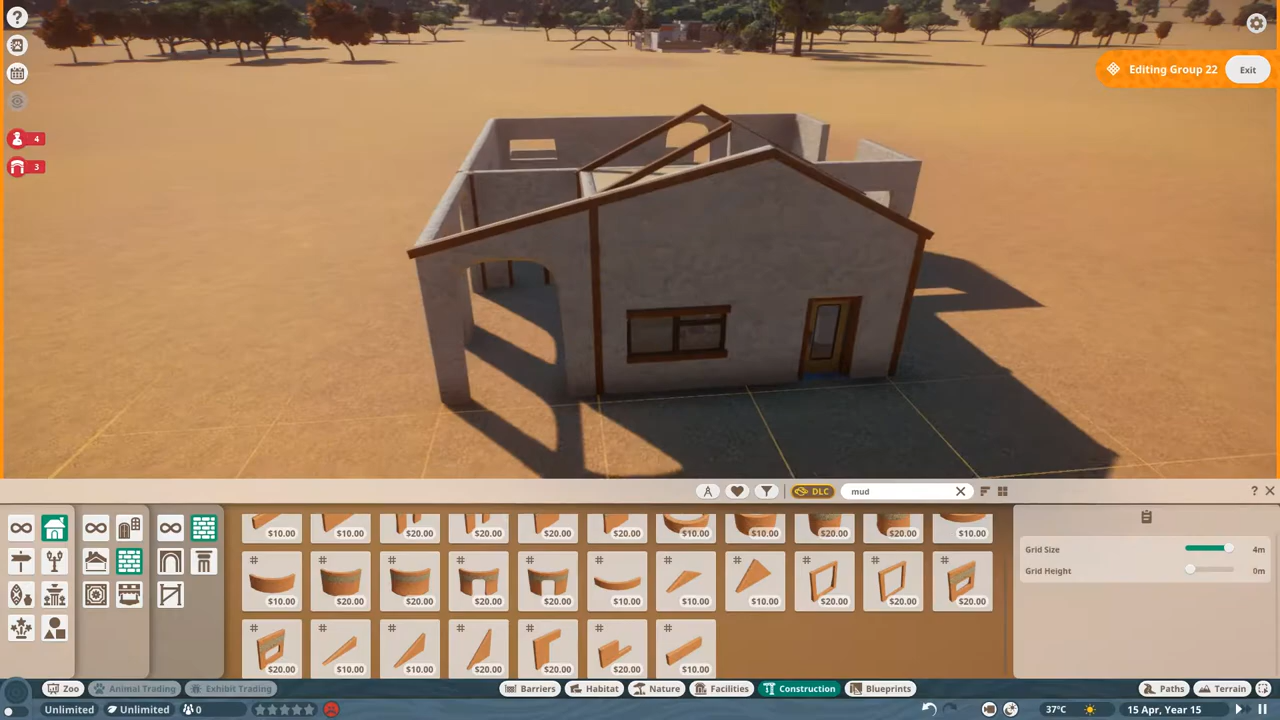 ?
Editing Group 22
Exit
4
3
DLC
mud
?
$10.00 $10.00 $20.00 $20.00 $20.00 $20.00 $10.00 $20.00 $20.00 $20.00 $10.00
Grid Size 4m
Grid Height 0m
$10.00 $20.00 $20.00 $20.00 $20.00 $10.00 $10.00 $10.00 $20.00 $20.00 $20.00
$20.00 $10.00 $10.00 $20.00 $20.00 $20.00 $10.00
Zoo Animal Trading Exhibit Trading Barriers Habitat Nature Facilities Construction Blueprints Paths Terrain
Unlimited Unlimited 0 37°C 15 Apr, Year 15